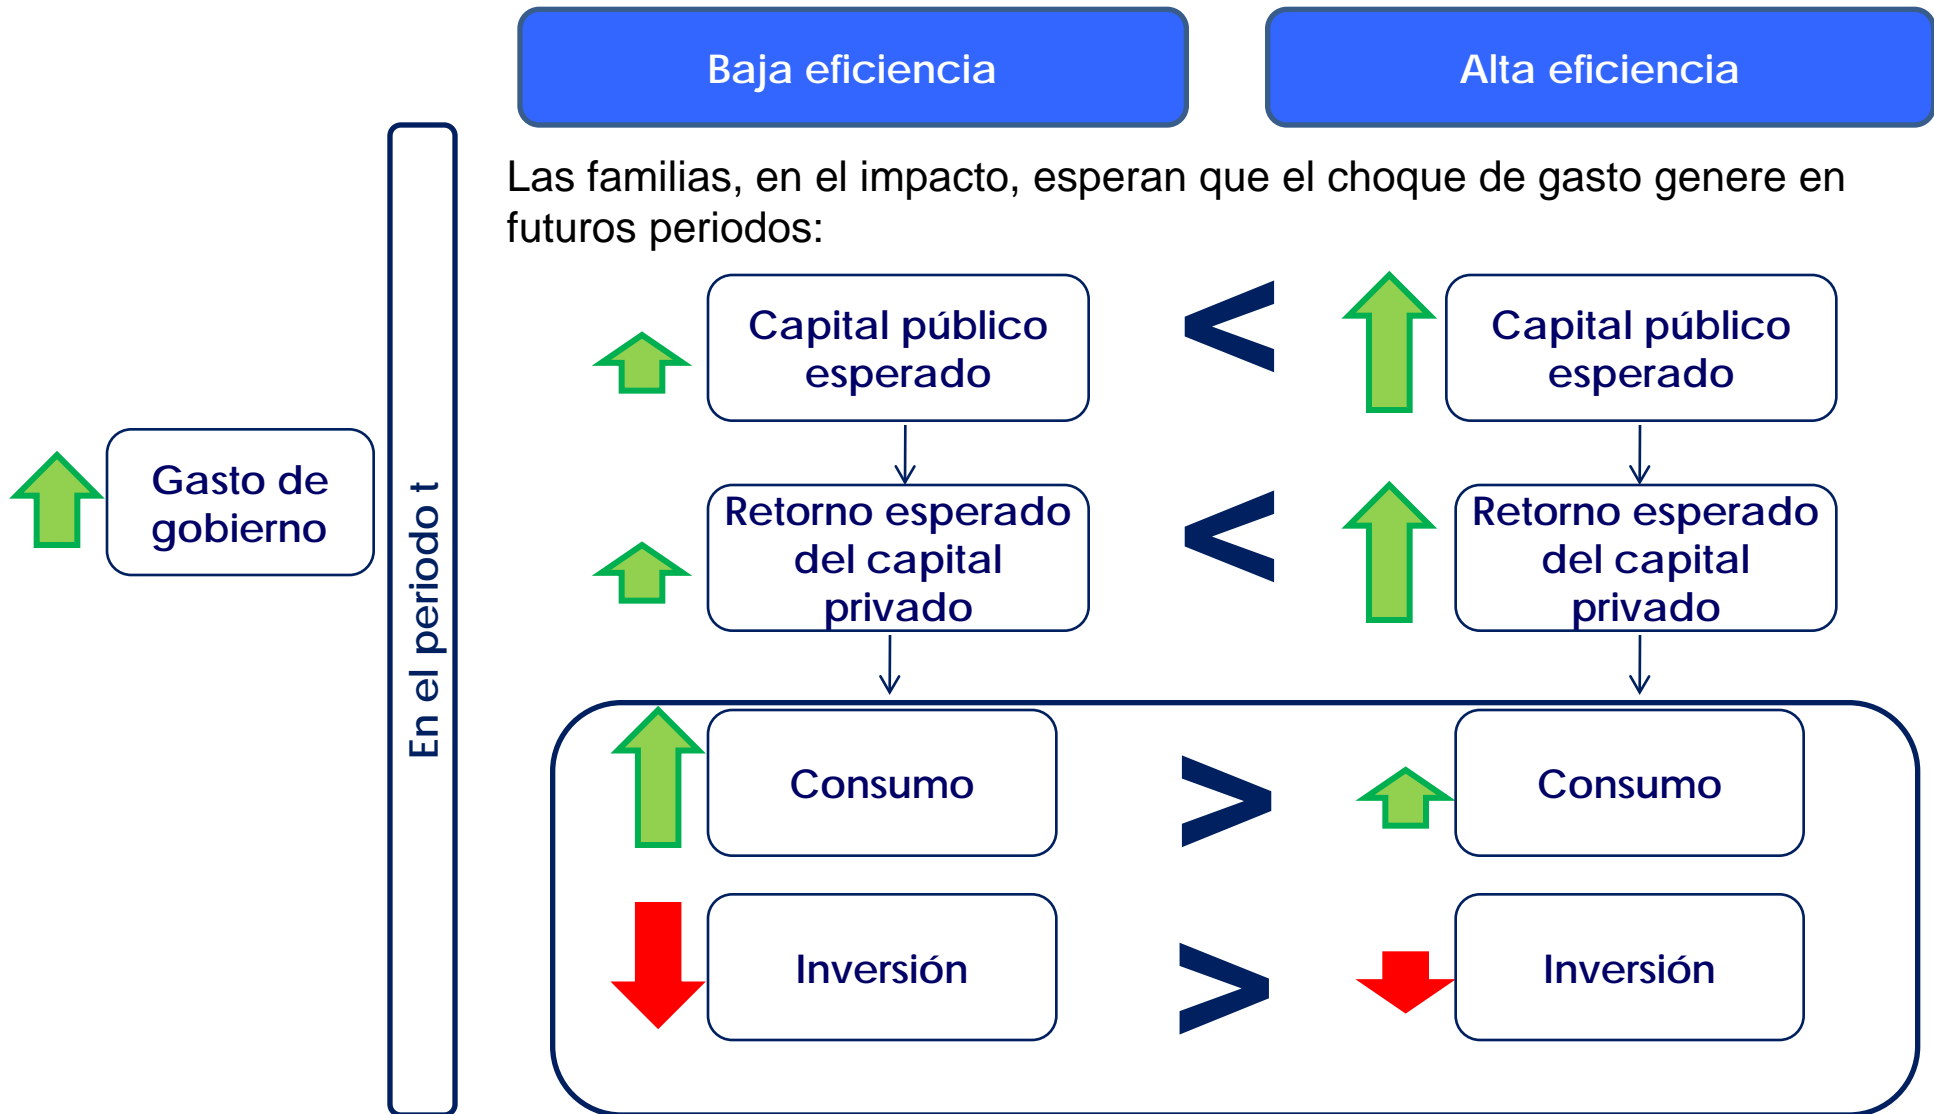 Baja eficiencia
Alta eficiencia
Las familias, en el impacto, esperan que el choque de gasto genere en
futuros periodos:
Gasto de
gobierno
En el periodo t
Capital público
esperado
<
Capital público
esperado
Retorno esperado
del capital
privado
<
Retorno esperado
del capital
privado
Consumo
>
Consumo
Inversión
>
Inversión